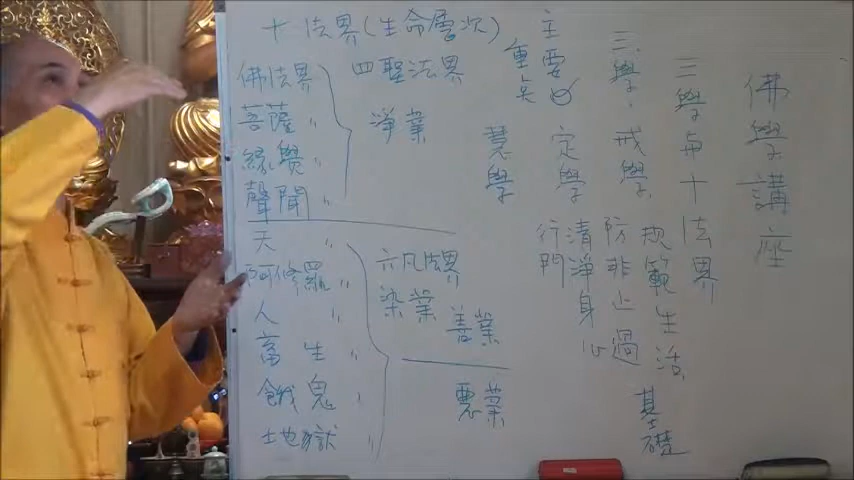 佛學講座
三學與十法界
三學、戒學
規範生活
基礎
防非止過
定學
清淨身心
行門
慧學
主要
重點
十法界(生命層次)
佛法界
菩薩〃
緣覺〃
聲聞〃
四聖法界
淨業
天〃
阿修羅〃
人〃
畜生〃
餓鬼〃
地獄〃
六凡法界
染業
善業
惡業